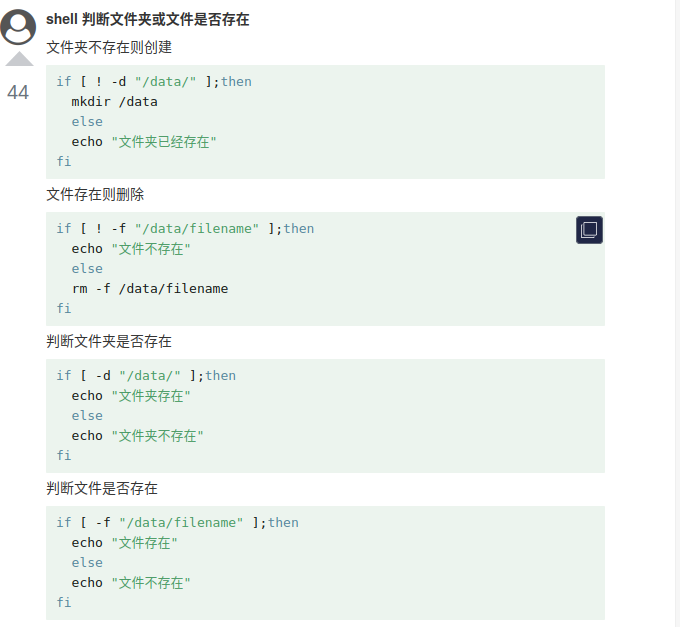 shell 判断文件夹或文件是否存在
文件夹不存在则创建
44
if [ ! -d "/data/" ];then
mkdir /data
else
echo "文件夹已经存在"
fi
文件存在则删除
if [ ! -f "/data/filename" ];then
echo "文件不存在"
else
rm -f /data/filename
fi
判断文件夹是否存在
if [ -d "/data/" ];then
echo "文件夹存在"
else
echo "文件夹不存在"
fi
判断文件是否存在
if [ -f "/data/filename" ];then
echo "文件存在"
else
echo "文件不存在"
fi